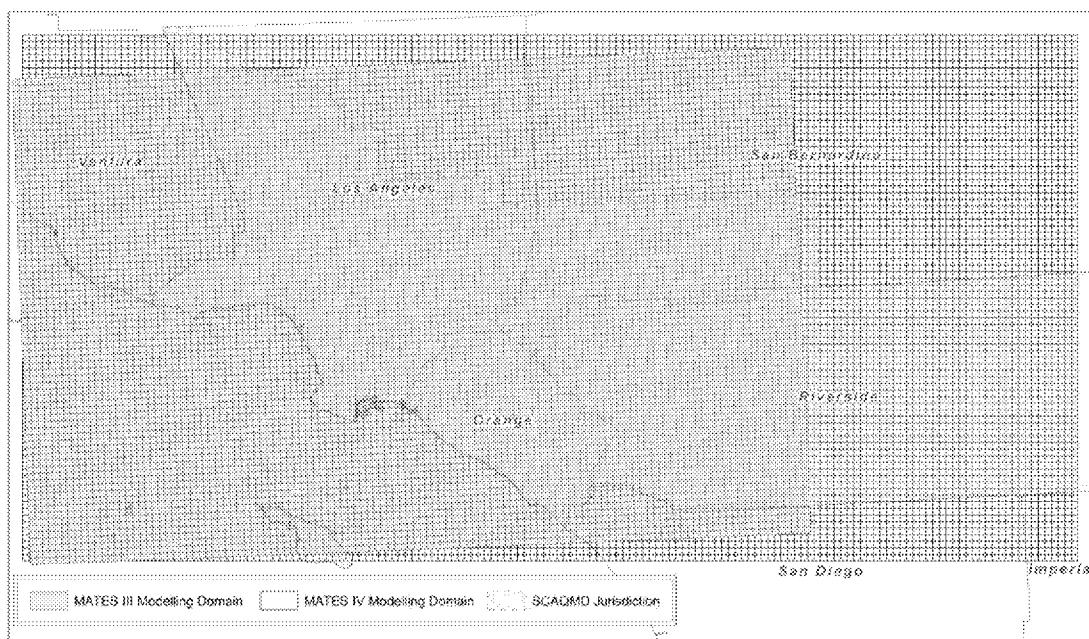 Ventura
San Bernardino
Los Angeles
Riverside
Orange
San Diego
Imperia
MATES III Modelling Domain
MATES IV Modelling Domain
SCAQMD Jurisdiction